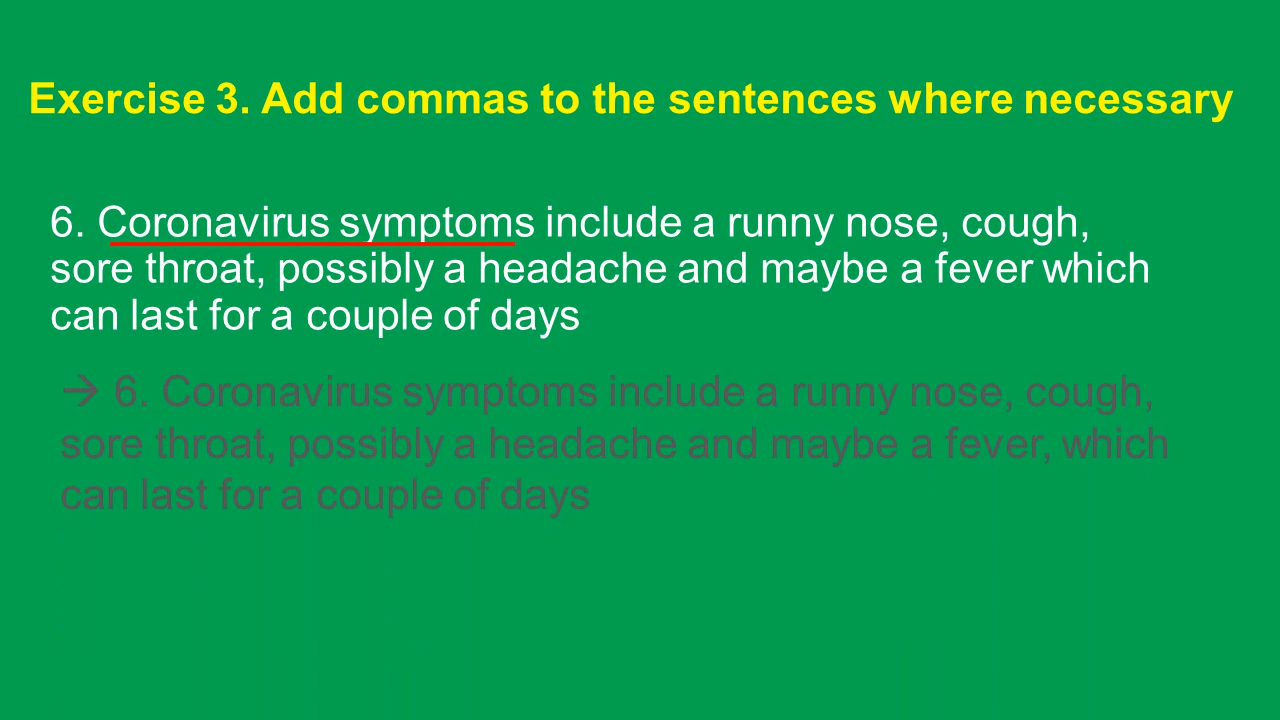 Exercise 3. Add commas to the sentences where necessary
6. Coronavirus symptoms include a runny nose, cough,
sore throat, possibly a headache and maybe a fever which
can last for a couple of days
→ 6. Coronavirus symptoms include a runny nose, cough,
sore throat, possibly a headache and maybe a fever, which
can last for a couple of days